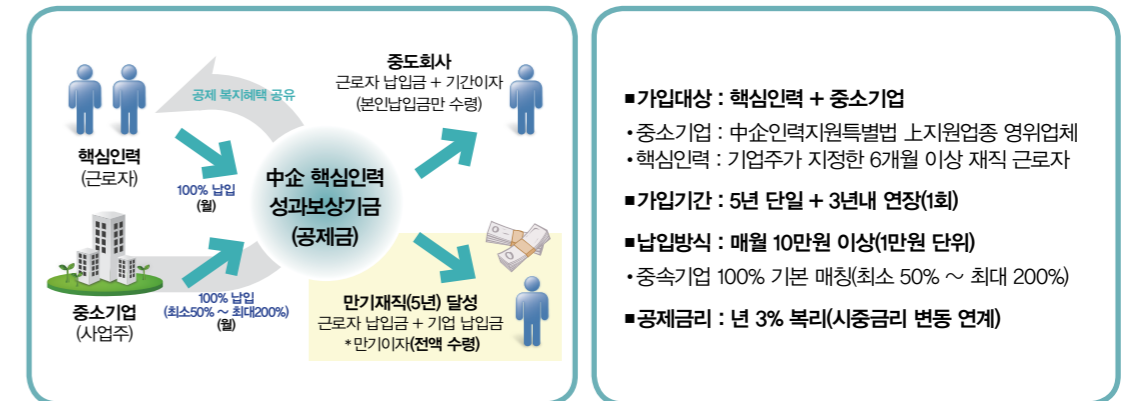 중도회사
근로자 납입금 + 기간이자
(본인납입금만 수령)
공제 복지혜택 공유
핵심인력
(근로자)
100% 납입
(월)
中企 핵심인력
성과보상기금
(공제금)
중소기업
(사업주)
100% 납입
(최소50% ~ 최대200%)
(월)
만기재직(5년) 달성
근로자 납입금 + 기업 납입금
*만기이자(전액 수령)
■가입대상 : 핵심인력 + 중소기업
•중소기업 : 中企인력지원특별법 上지원업종 영위업체
•핵심인력 : 기업주가 지정한 6개월 이상 재직 근로자
■가입기간 : 5년 단일 + 3년내 연장(1회)
■납입방식 : 매월 10만원 이상(1만원 단위)
•중속기업 100% 기본 매칭(최소 50% ~ 최대 200%)
■공제금리 : 년 3% 복리(시중금리 변동 연계)